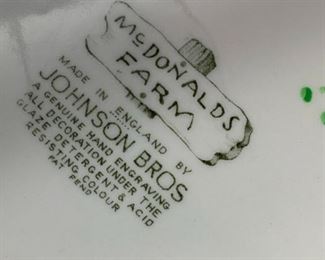 McDONALDS
FARM
MADE IN ENGLAND BY
JOHNSON BROS
A GENUINE HAND ENGRAVING
ALL DECORATION UNDER THE
GLAZE DETERGENT & ACID
RESISTING COLOUR
PAT PEND